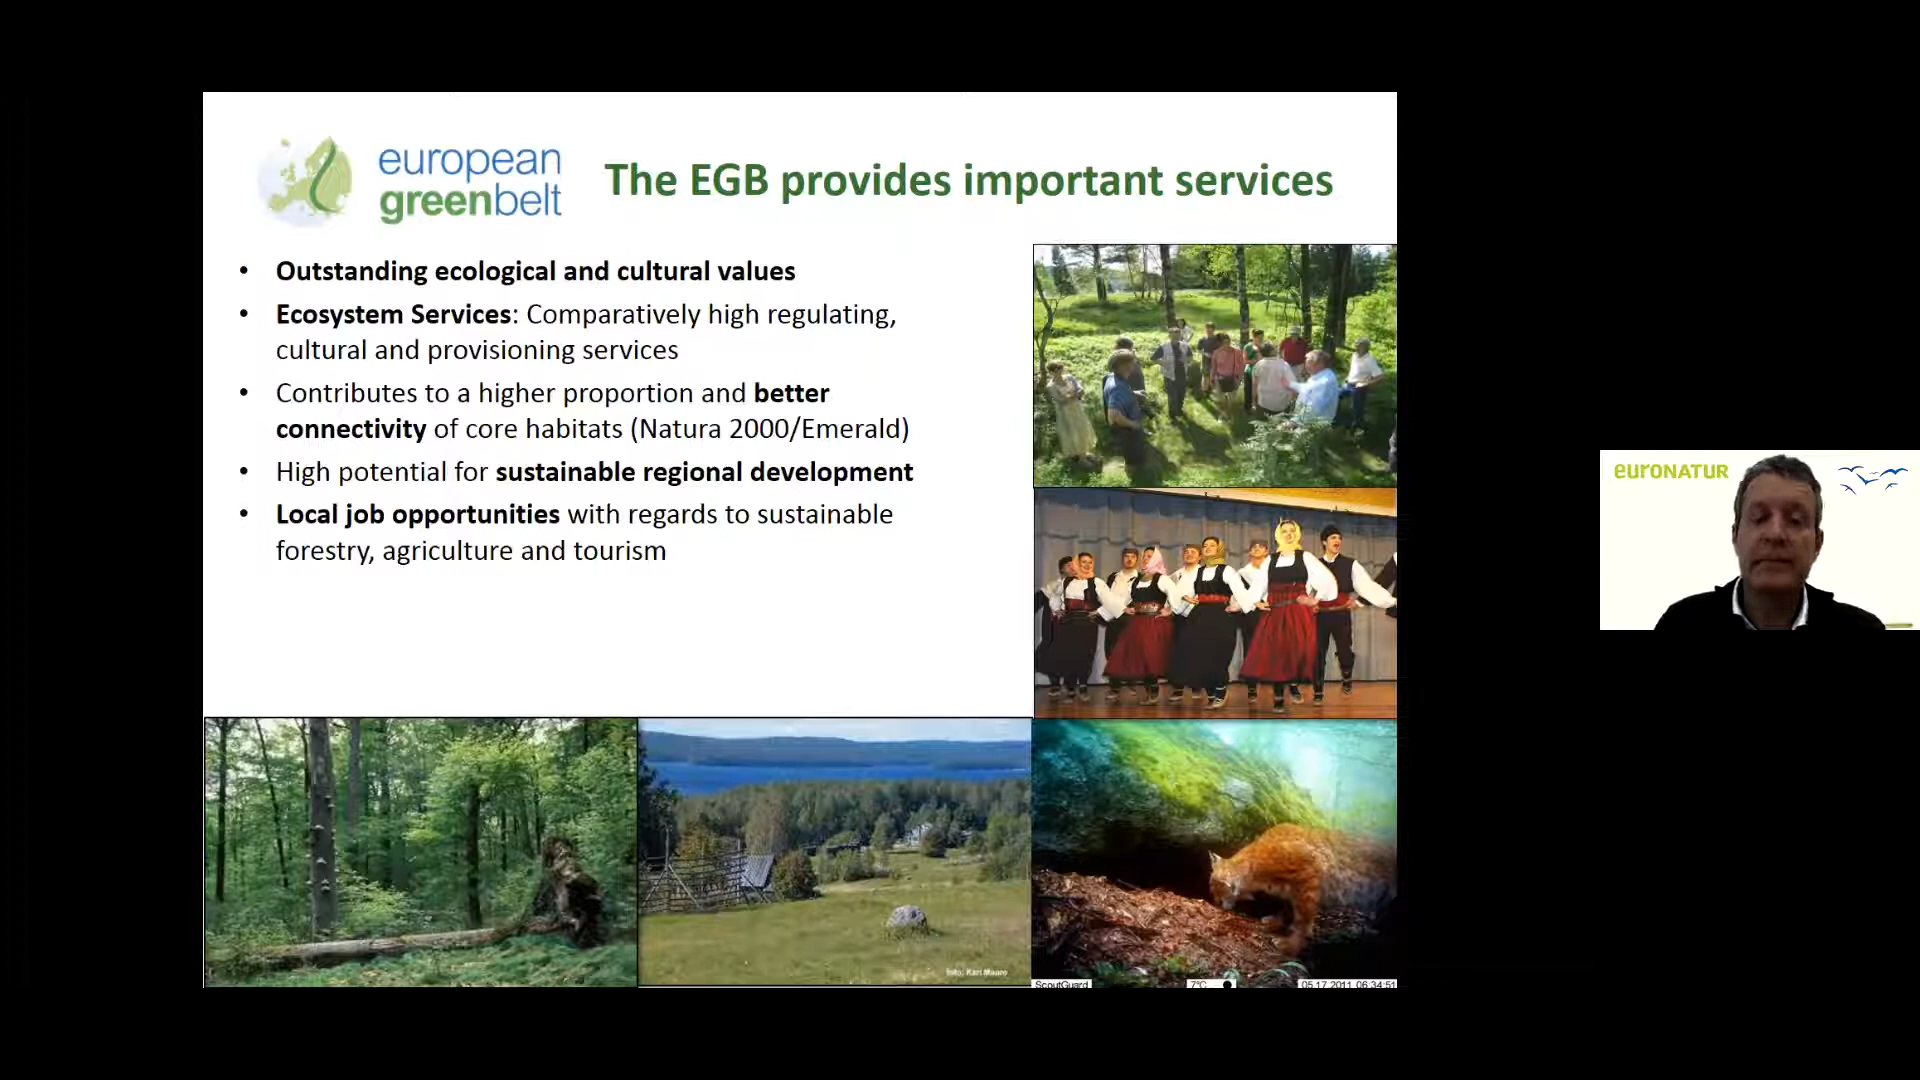 european
greenbelt
The EGB provides important services
• Outstanding ecological and cultural values
• Ecosystem Services: Comparatively high regulating,
cultural and provisioning services
• Contributes to a higher proportion and better
connectivity of core habitats (Natura 2000/Emerald)
• High potential for sustainable regional development
• Local job opportunities with regards to sustainable
forestry, agriculture and tourism
euroNATUR
ScoutGuard
7°C
05.17.2011 06:34:51